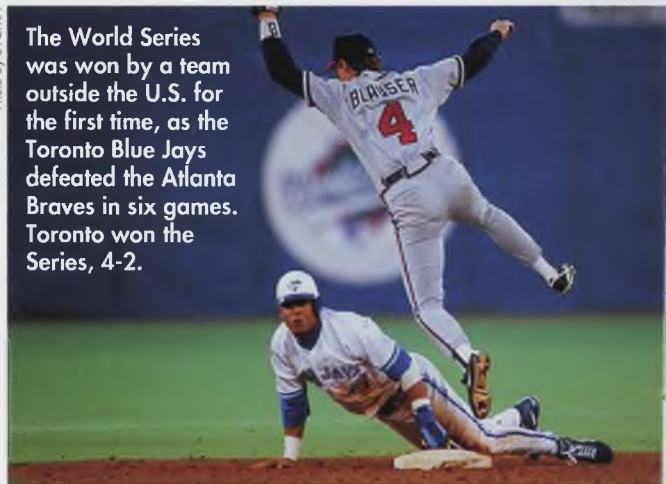 The World Series
was won by a team
outside the U.S. for
the first time, as the
Toronto Blue Jays
defeated the Atlanta
Braves in six games.
Toronto won the
Series, 4-2.
BLAUSER
4
JAYS